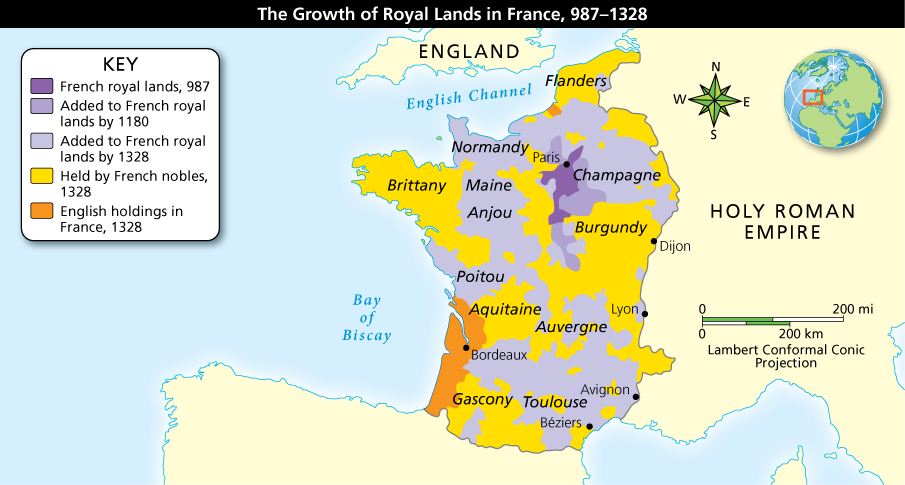 The Growth of Royal Lands in France, 987–1328
KEY
French royal lands, 987
Added to French royal
lands by 1180
Added to French royal
lands by 1328
Held by French nobles,
1328
English holdings in
France, 1328
ENGLAND
English Channel
Flanders
N
W
E
S
Normandy
Paris
Champagne
Brittany
Maine
Anjou
HOLY ROMAN
EMPIRE
Burgundy
Dijon
Poitou
Bay
of
Biscay
Aquitaine
Auvergne
Lyon
Bordeaux
0
200 mi
0
200 km
Lambert Conformal Conic
Projection
Gascony
Toulouse
Avignon
Béziers